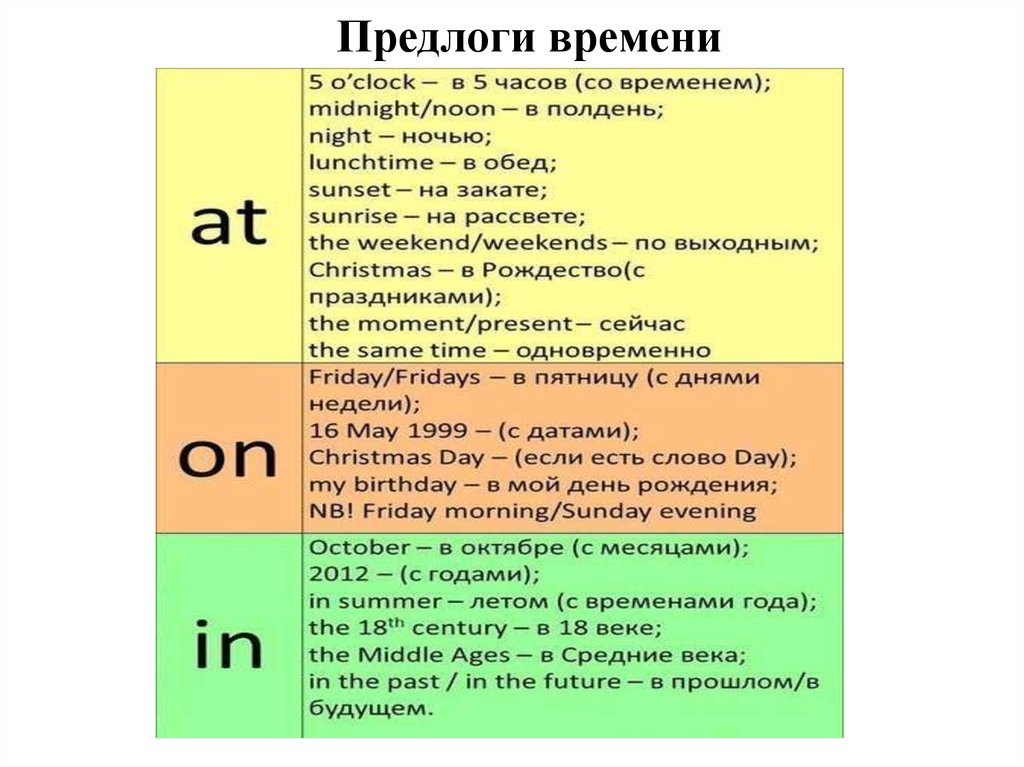 Предлоги времени
at
5 o’clock – в 5 часов (со временем);
midnight/noon – в полдень;
night – ночью;
lunchtime – в обед;
sunset – на закате;
sunrise – на рассвете;
the weekend/weekends – по выходным;
Christmas – в Рождество(с
праздниками);
the moment/present – сейчас
the same time – одновременно
on
Friday/Fridays – в пятницу (с днями
недели);
16 May 1999 – (с датами);
Christmas Day – (если есть слово Day);
my birthday – в мой день рождения;
NB! Friday morning/Sunday evening
in
October – в октябре (с месяцами);
2012 – (с годами);
in summer – летом (с временами года);
the 18th century – в 18 веке;
the Middle Ages – в Средние века;
in the past / in the future – в прошлом/в
будущем.